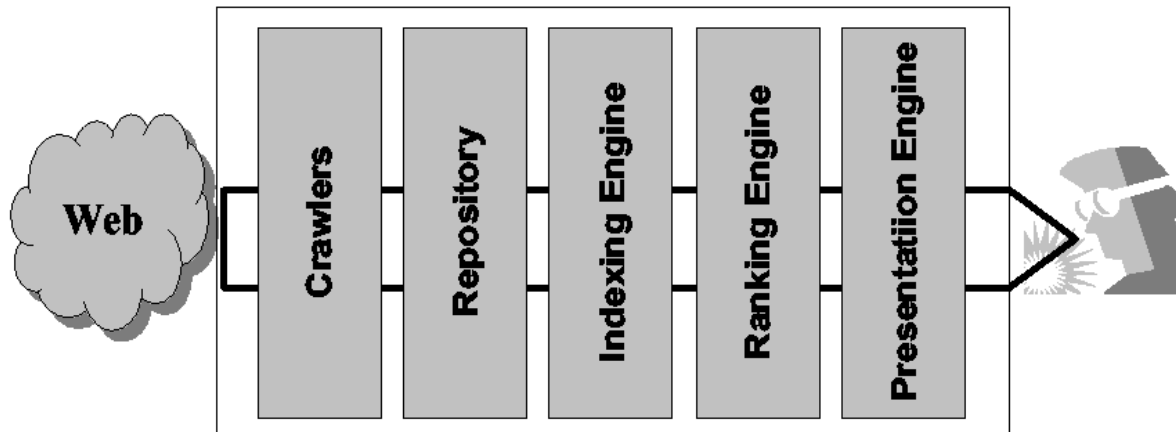 Web
Crawlers
Repository
Indexing Engine
Ranking Engine
Presentatiion Engine